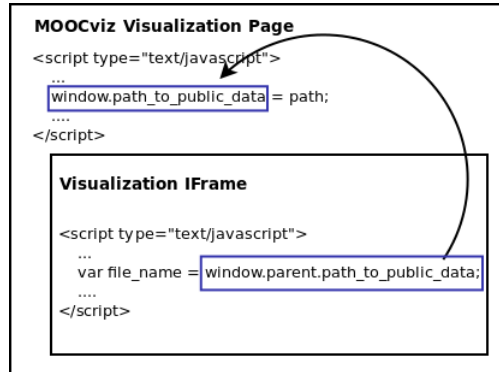 MOOCviz Visualization Page
<script type="text/javascript">
...
window.path_to_public_data = path;
....
</script>
Visualization IFrame
<script type="text/javascript">
...
var file_name = window.parent.path_to_public_data;
....
</script>